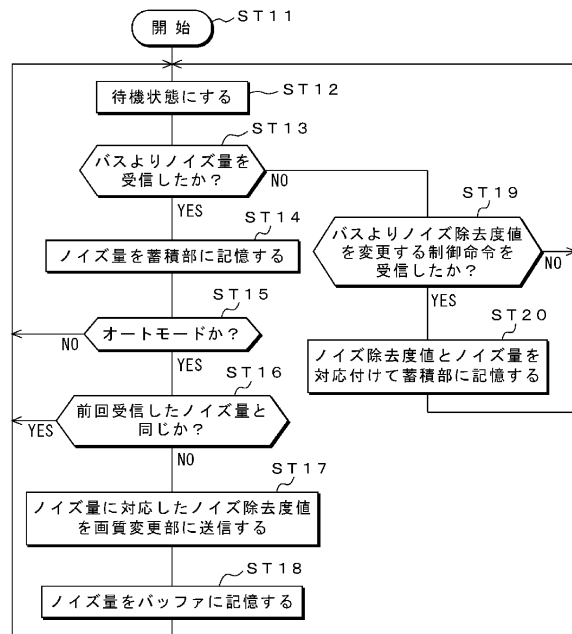 開始
ST11
待機状態にする
ST12
バスよりノイズ量を
受信したか？
ST13
NO
YES
ノイズ量を蓄積部に記憶する
ST14
オートモードか？
ST15
NO
YES
前回受信したノイズ量と
同じか？
ST16
YES
NO
ノイズ量に対応したノイズ除去度値
を画質変更部に送信する
ST17
ノイズ量をバッファに記憶する
ST18
バスよりノイズ除去度値
を変更する制御命令を
受信したか？
ST19
NO
YES
ノイズ除去度値とノイズ量を
対応付けて蓄積部に記憶する
ST20